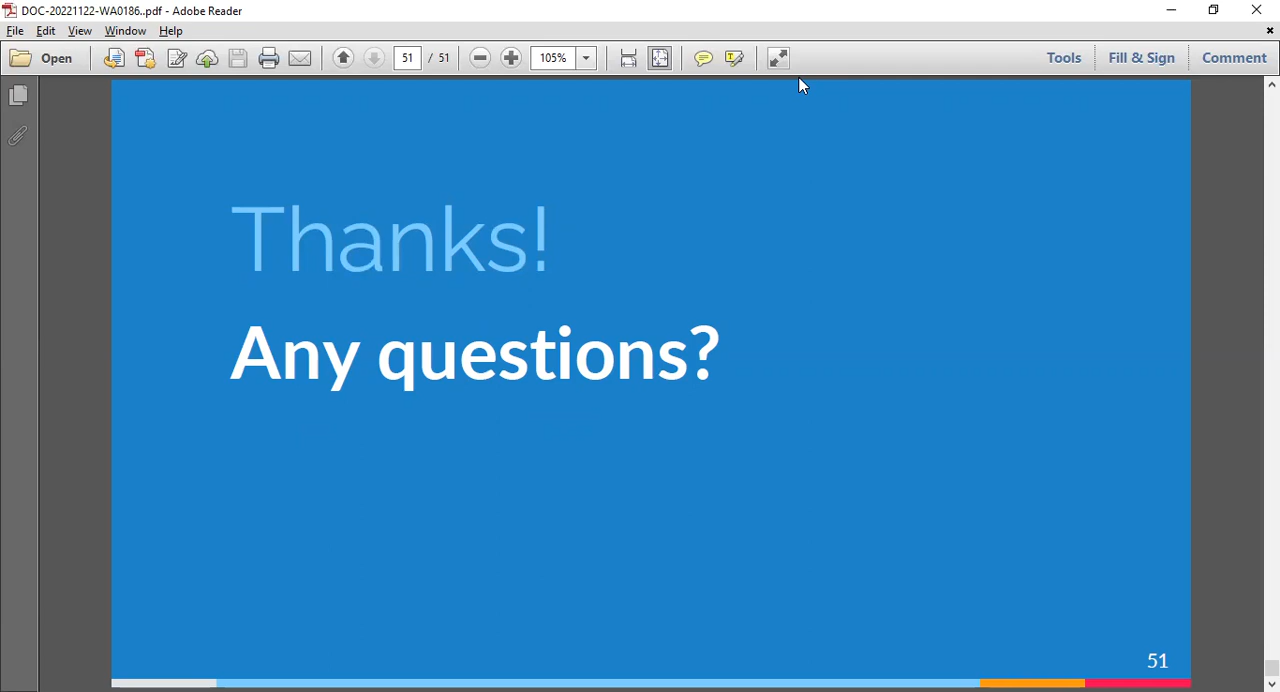 DOC-20221122-WA0186..pdf - Adobe Reader
File Edit View Window Help
Open 51 / 51 105% Tools Fill & Sign Comment
Thanks!
Any questions?
51